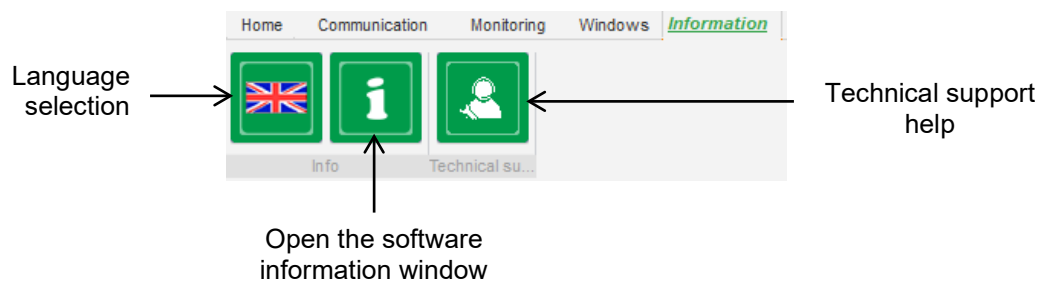 Home Communication Monitoring Windows Information
Language
selection
i
Technical support
help
Info Technical su...
Open the software
information window